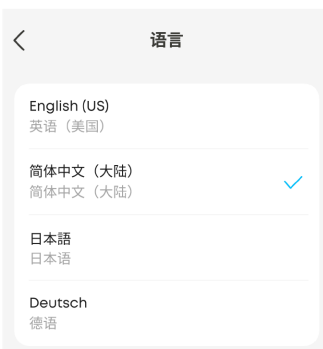 语言
English (US)
英语（美国）
简体中文（大陆）
简体中文（大陆）
日本語
日本语
Deutsch
德语